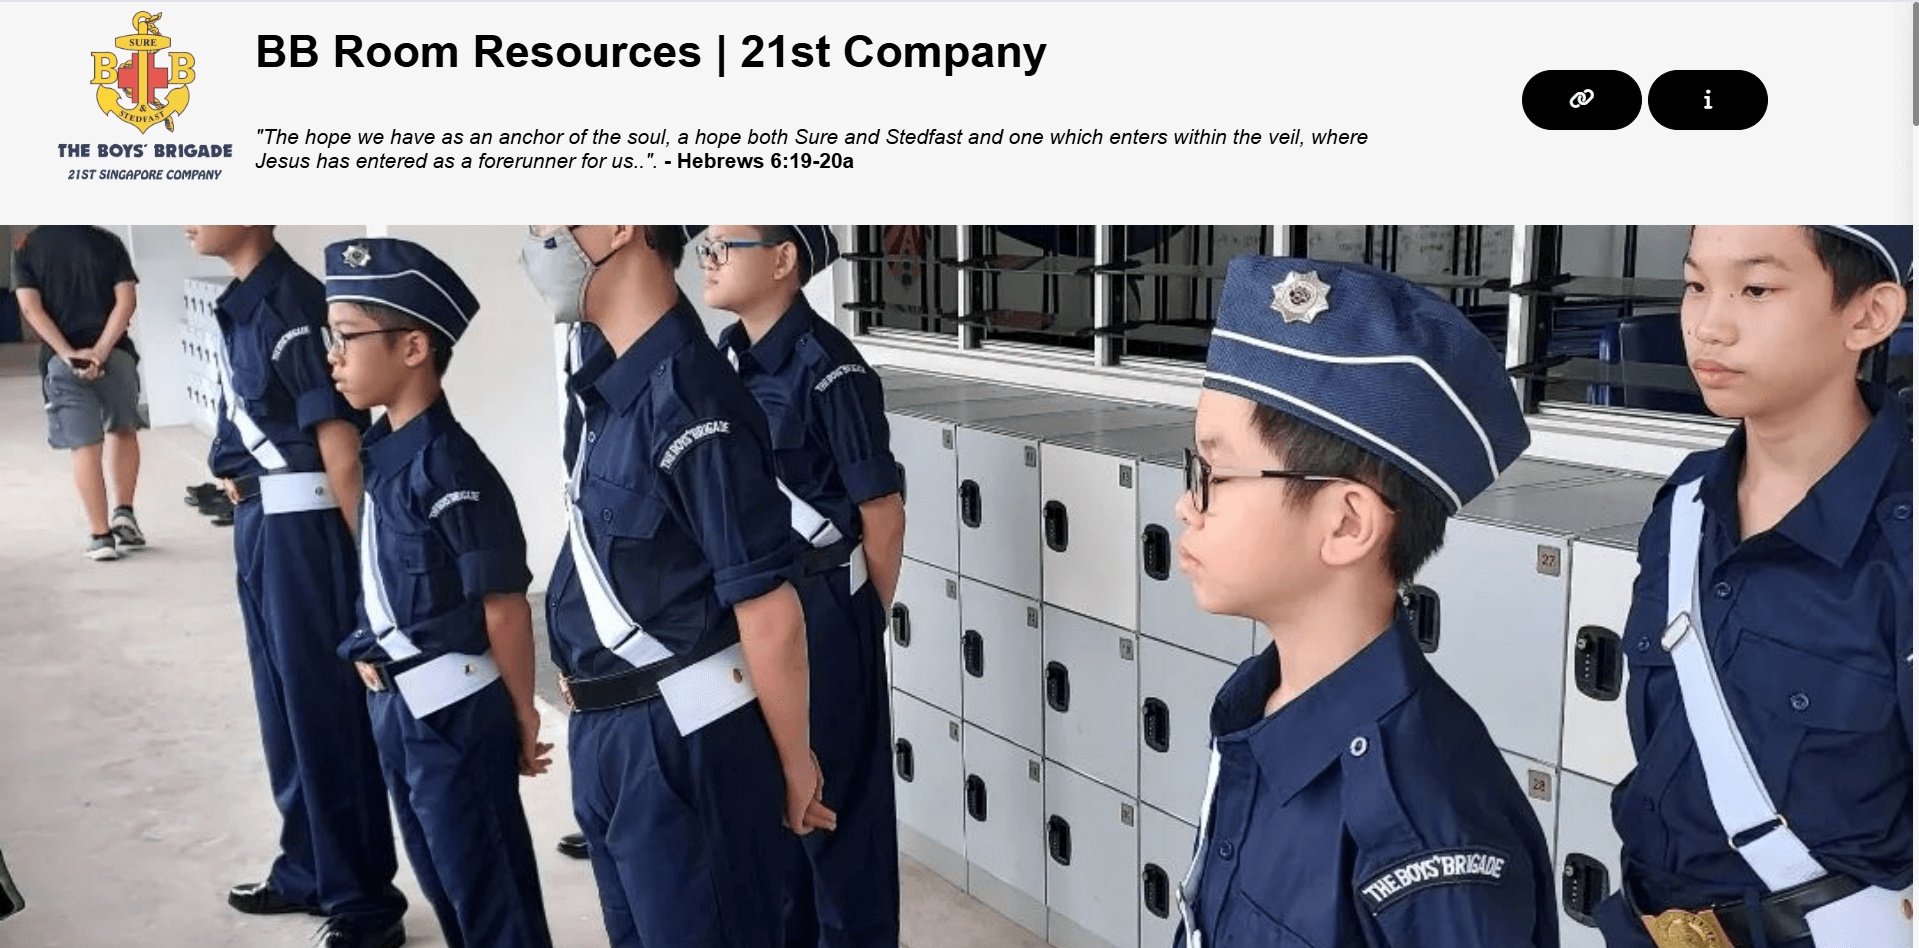 SURE
B B
&
STEDFAST
THE BOYS' BRIGADE
21ST SINGAPORE COMPANY
BB Room Resources | 21st Company
"The hope we have as an anchor of the soul, a hope both Sure and Stedfast and one which enters within the veil, where
Jesus has entered as a forerunner for us..". - Hebrews 6:19-20a
i
THE BOYS' BRIGADE
THE BOYS' BRIGADE
THE BOYS' BRIGADE
THE BOYS' BRIGADE
27
28
THE BOYS' BRIGADE